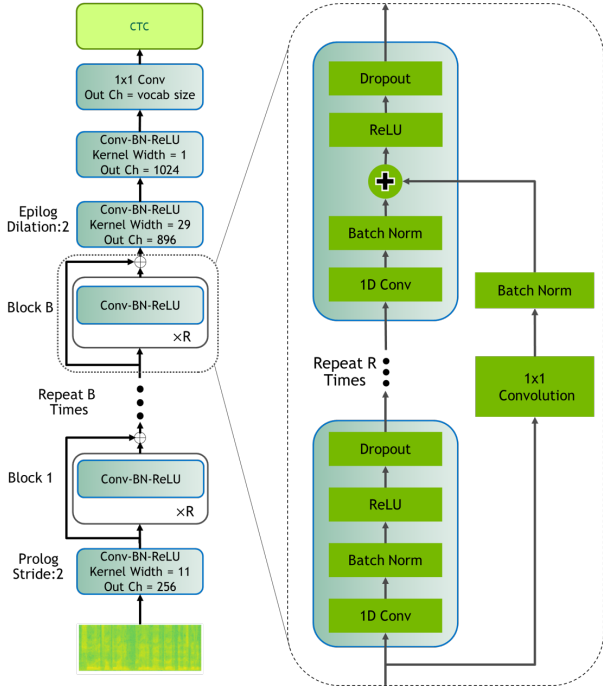 CTC
1x1 Conv
Out Ch = vocab size
Conv-BN-ReLU
Kernel Width = 1
Out Ch = 1024
Epilog
Dilation:2
Conv-BN-ReLU
Kernel Width = 29
Out Ch = 896
Block B
Conv-BN-ReLU
×R
Repeat B
Times
Block 1
Conv-BN-ReLU
×R
Prolog
Stride:2
Conv-BN-ReLU
Kernel Width = 11
Out Ch = 256
Dropout
ReLU
Batch Norm
1D Conv
Batch Norm
1x1
Convolution
Repeat R
Times
Dropout
ReLU
Batch Norm
1D Conv